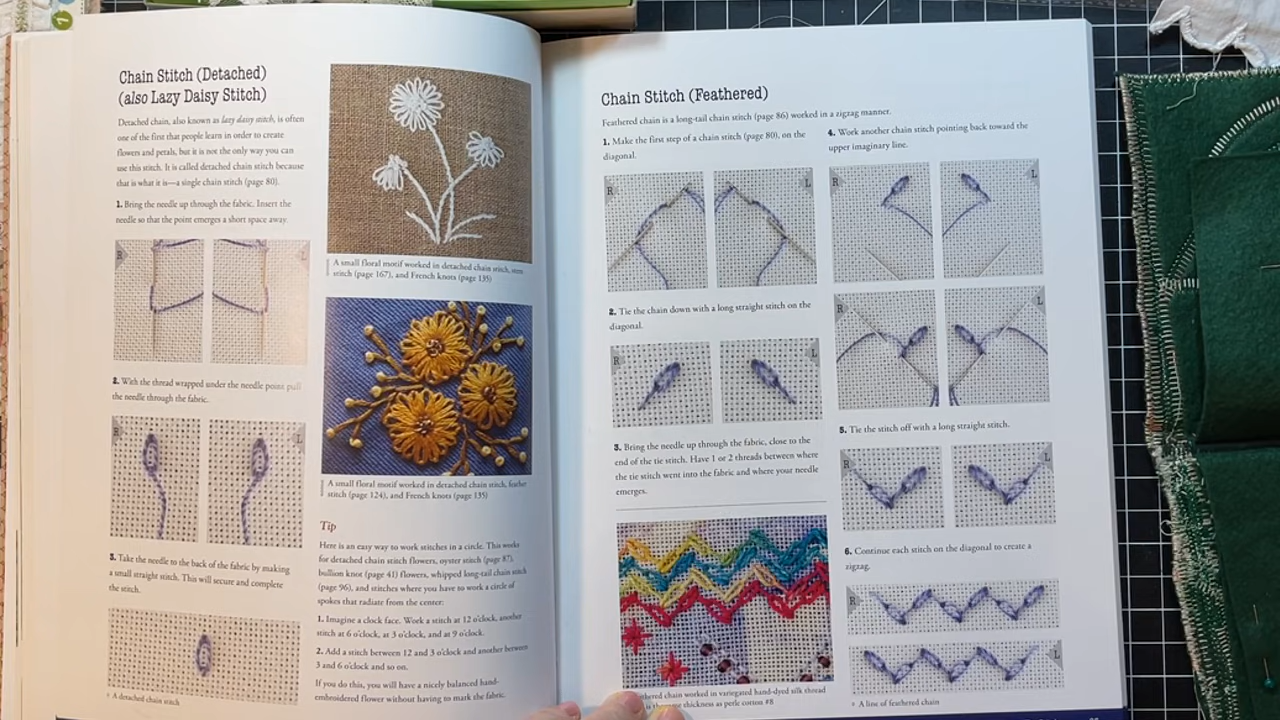 Chain Stitch (Detached)
(also Lazy Daisy Stitch)
Detached chain, also known as lazy daisy stitch, is often
one of the first that people learn in order to create
flowers and petals, but it is not the only way you can
use this stitch. It is called detached chain stitch because
that is what it is—a single chain stitch (page 80).
1. Bring the needle up through the fabric. Insert the
needle so that the point emerges a short space away.
R
L
2. With the thread wrapped under the needle point pull
the needle through the fabric.
R
L
3. Take the needle to the back of the fabric by making
a small straight stitch. This will secure and complete
the stitch.
A detached chain stitch
A small floral motif worked in detached chain stitch, stem
stitch (page 167), and French knots (page 135)
A small floral motif worked in detached chain stitch, feather
stitch (page 124), and French knots (page 135)
Tip
Here is an easy way to work stitches in a circle. This works
for detached chain stitch flowers, oyster stitch (page 87),
bullion knot (page 41) flowers, whipped long-tail chain stitch
(page 96), and stitches where you have to work a circle of
spokes that radiate from the center:
1. Imagine a clock face. Work a stitch at 12 o'clock, another
stitch at 6 o'clock, at 3 o'clock, and at 9 o'clock.
2. Add a stitch between 12 and 3 o'clock and another between
3 and 6 o'clock and so on.
If you do this, you will have a nicely balanced hand-
embroidered flower without having to mark the fabric.
Chain Stitch (Feathered)
Feathered chain is a long-tail chain stitch (page 86) worked in a zigzag manner.
1. Make the first step of a chain stitch (page 80), on the
diagonal.
R
L
2. Tie the chain down with a long straight stitch on the
diagonal.
R
L
3. Bring the needle up through the fabric, close to the
end of the tie stitch. Have 1 or 2 threads between where
the tie stitch went into the fabric and where your needle
emerges.
thered chain worked in variegated hand-dyed silk thread
thickness as perle cotton #8
4. Work another chain stitch pointing back toward the
upper imaginary line.
R
L
R
L
5. Tie the stitch off with a long straight stitch.
R
L
6. Continue each stitch on the diagonal to create a
zigzag.
R
L
A line of feathered chain